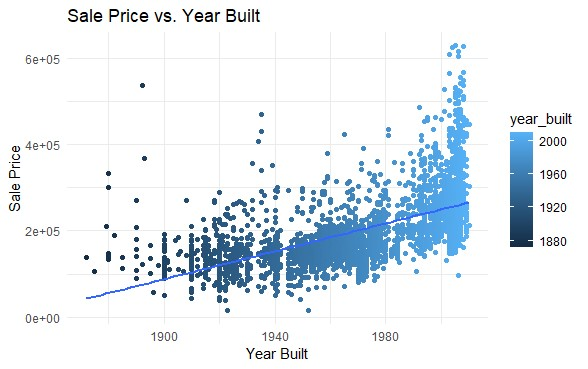 Sale Price vs. Year Built
6e+05
4e+05
2e+05
0e+00
Sale Price
1900
1940
1980
Year Built
year_built
2000
1960
1920
1880